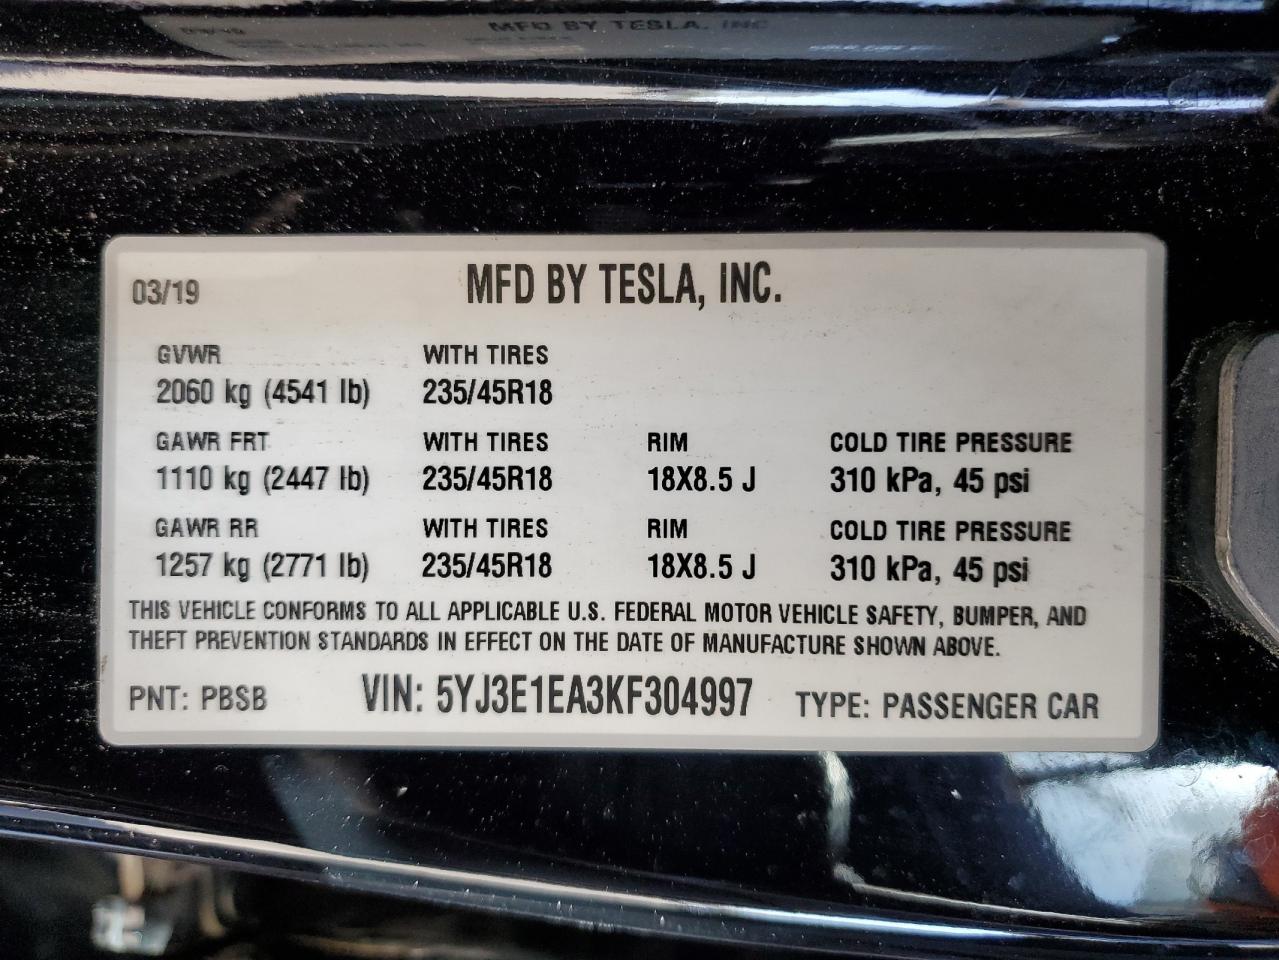 MFD BY TESLA, INC
03/19 MFD BY TESLA, INC.
GVWR WITH TIRES
2060 kg (4541 lb) 235/45R18
GAWR FRT WITH TIRES RIM COLD TIRE PRESSURE
1110 kg (2447 lb) 235/45R18 18X8.5 J 310 kPa, 45 psi
GAWR RR WITH TIRES RIM COLD TIRE PRESSURE
1257 kg (2771 lb) 235/45R18 18X8.5 J 310 kPa, 45 psi
THIS VEHICLE CONFORMS TO ALL APPLICABLE U.S. FEDERAL MOTOR VEHICLE SAFETY, BUMPER, AND
THEFT PREVENTION STANDARDS IN EFFECT ON THE DATE OF MANUFACTURE SHOWN ABOVE.
PNT: PBSB VIN: 5YJ3E1EA3KF304997 TYPE: PASSENGER CAR